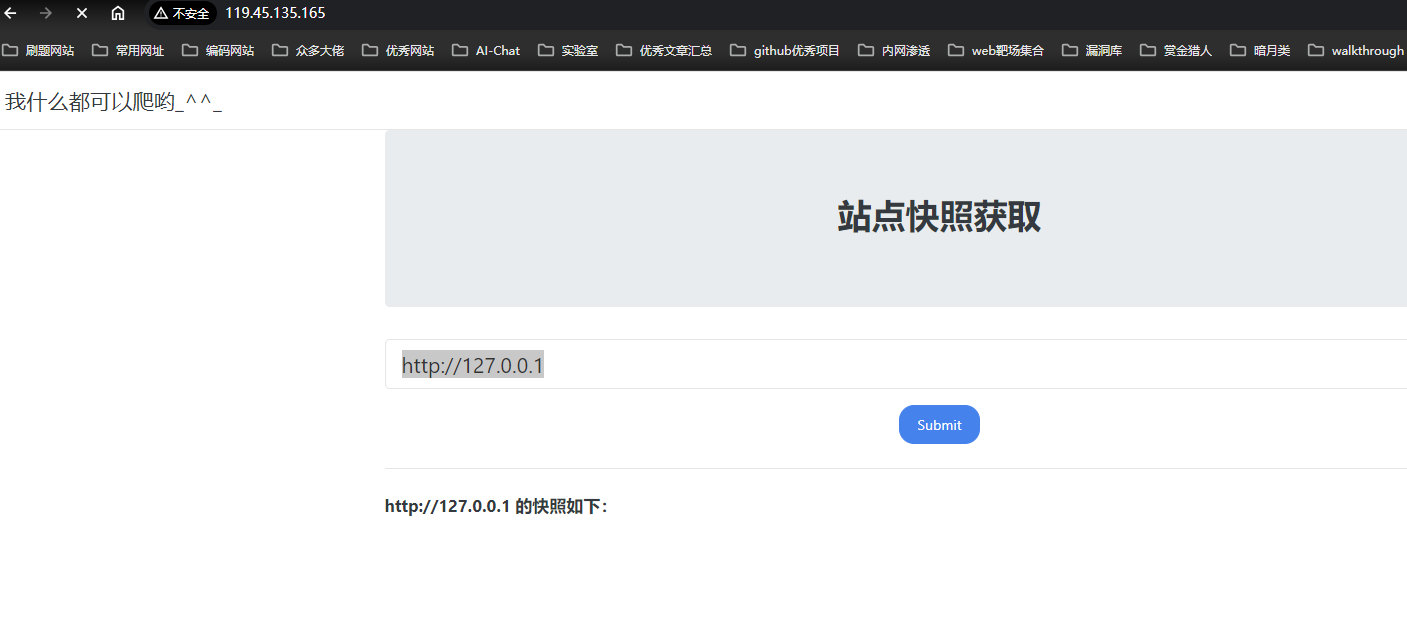 不安全 119.45.135.165
刷题网站 常用网址 编码网站 众多大佬 优秀网站 AI-Chat 实验室 优秀文章汇总 github优秀项目 内网渗透 web靶场集合 漏洞库 赏金猎人 暗月类 walkthrough
我什么都可以爬哟_^ ^_
站点快照获取
http://127.0.0.1
Submit
http://127.0.0.1 的快照如下：